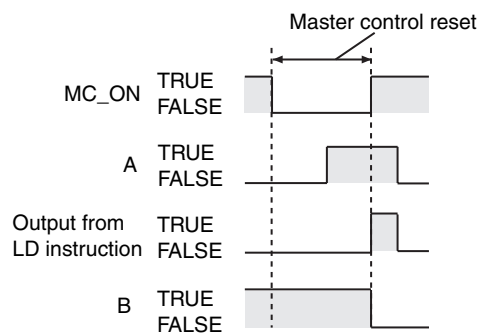 Master control reset
MC_ON TRUE
FALSE
A TRUE
FALSE
Output from TRUE
LD instruction FALSE
B TRUE
FALSE